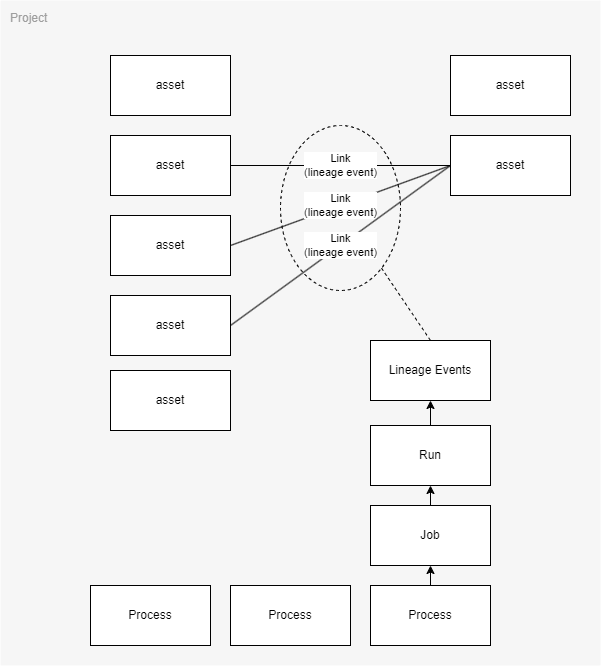 Project
asset
asset
asset
Link
(lineage event)
asset
Link
(lineage event)
asset
Link
(lineage event)
asset
Lineage Events
asset
Run
Job
Process
Process
Process